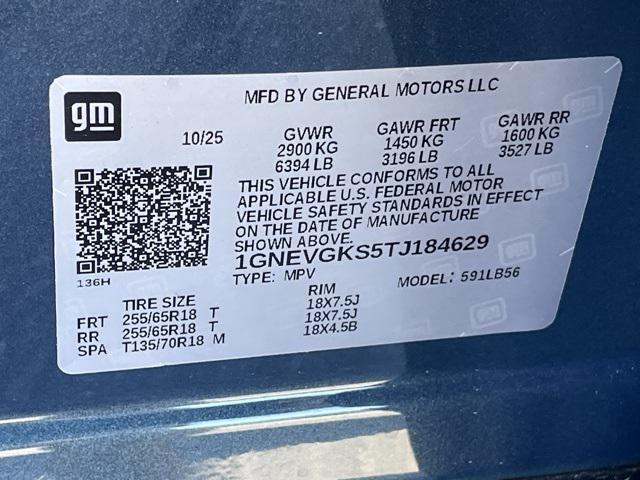 gm
MFD BY GENERAL MOTORS LLC
10/25 GVWR GAWR FRT GAWR RR
2900 KG 1450 KG 1600 KG
6394 LB 3196 LB 3527 LB
THIS VEHICLE CONFORMS TO ALL
APPLICABLE U.S. FEDERAL MOTOR
VEHICLE SAFETY STANDARDS IN EFFECT
ON THE DATE OF MANUFACTURE
SHOWN ABOVE.
1GNEVGKS5TJ184629
136H
TYPE: MPV MODEL: 591LB56
TIRE SIZE RIM
FRT 255/65R18 T 18X7.5J
RR 255/65R18 T 18X7.5J
SPA T135/70R18 M 18X4.5B